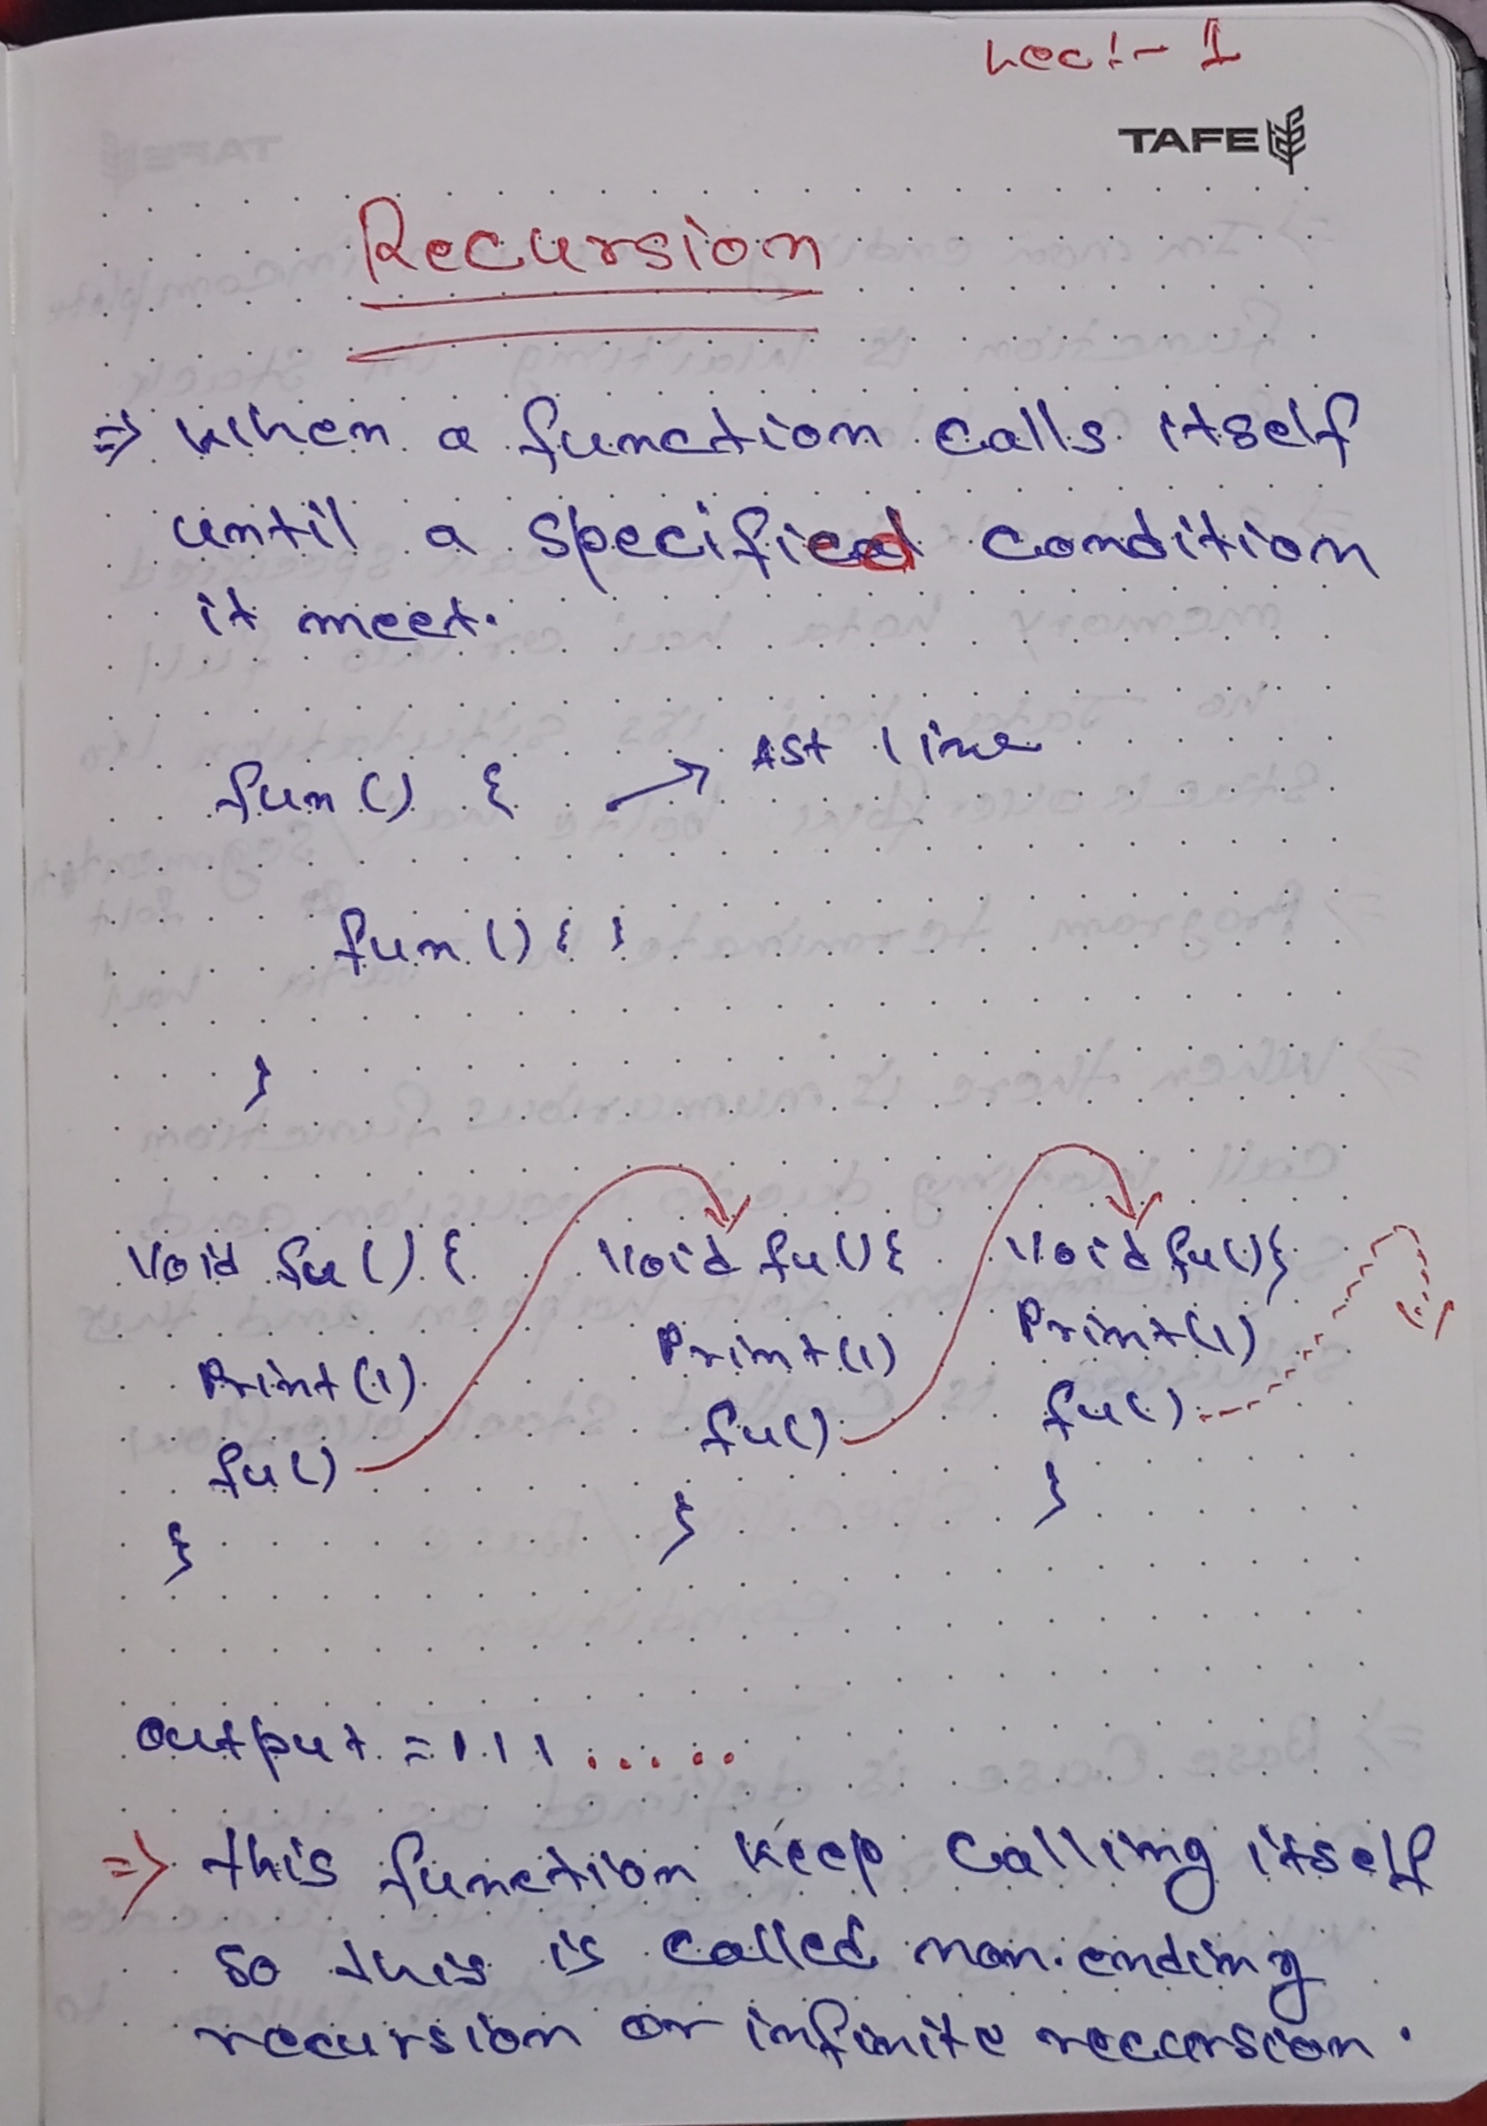 Lec:- 1
TAFE
Recursion
⇒ When a function calls itself
until a specified condition
it meet.
fun() { → 1st line
fun() { }
}
Void fu() { Void fu() { Void fu() {
Print(1) Print(1) Print(1)
fu() fu() fu()
} } }
output = 1 1 1 .....
⇒ this function keep calling itself
so this is called non-ending
recursion or infinite recursion.